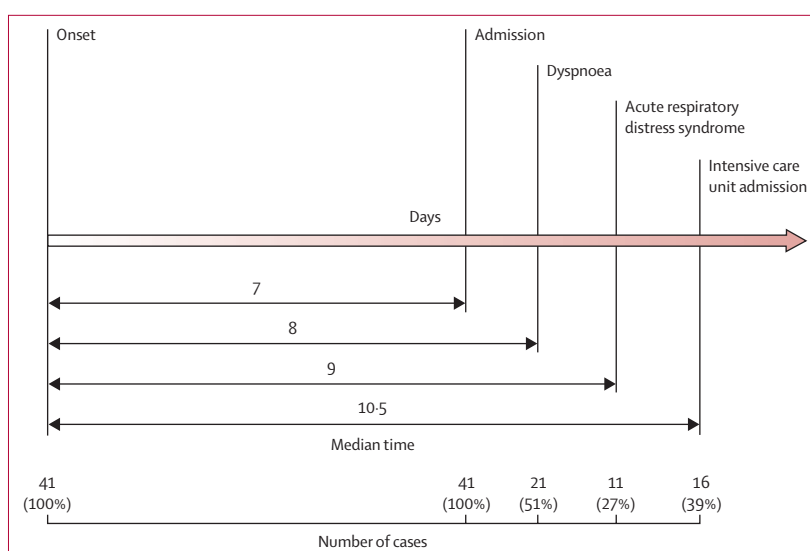 Onset
Admission
Dyspnoea
Acute respiratory
distress syndrome
Intensive care
unit admission
Days
7
8
9
10·5
Median time
41 41 21 11 16
(100%) (100%) (51%) (27%) (39%)
Number of cases